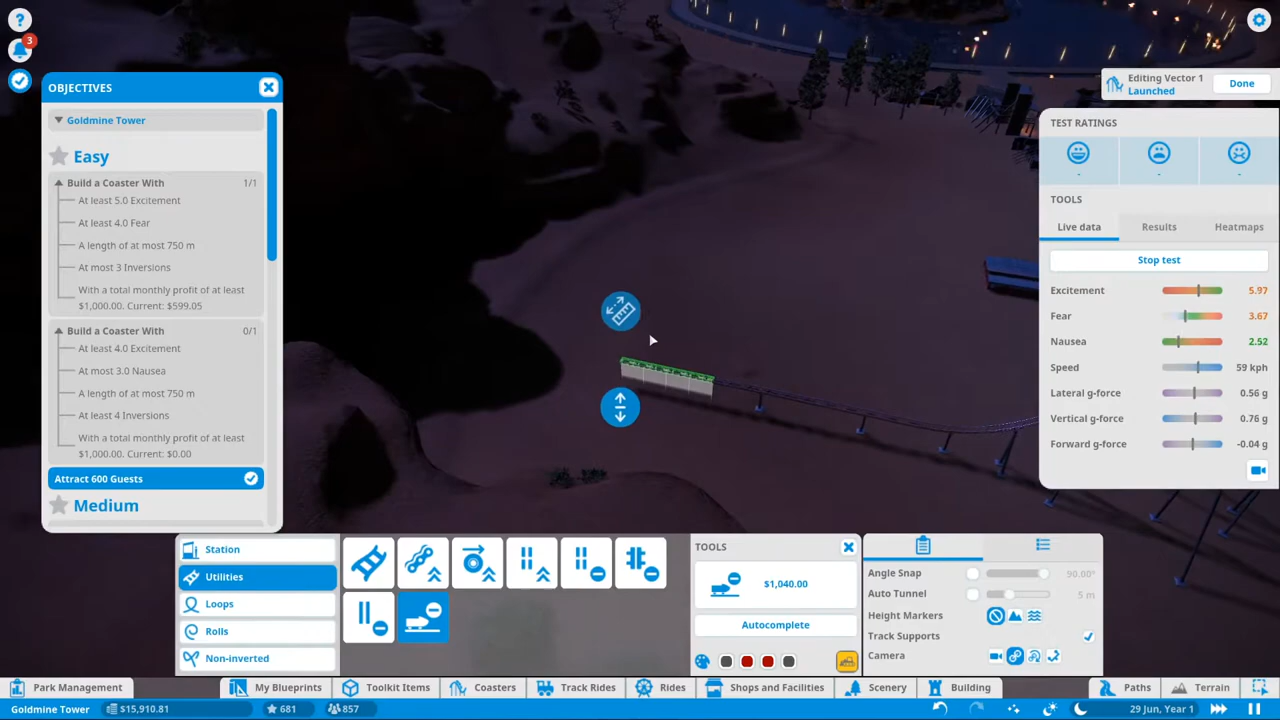 ?
3
OBJECTIVES
Goldmine Tower
Easy
Build a Coaster With 1/1
At least 5.0 Excitement
At least 4.0 Fear
A length of at most 750 m
At most 3 Inversions
With a total monthly profit of at least
$1,000.00. Current: $599.05
Build a Coaster With 0/1
At least 4.0 Excitement
At most 3.0 Nausea
A length of at most 750 m
At least 4 Inversions
With a total monthly profit of at least
$1,000.00. Current: $0.00
Attract 600 Guests
Medium
Editing Vector 1
Launched
Done
TEST RATINGS
- - -
TOOLS
Live data Results Heatmaps
Stop test
Excitement 5.97
Fear 3.67
Nausea 2.52
Speed 59 kph
Lateral g-force 0.56 g
Vertical g-force 0.76 g
Forward g-force -0.04 g
Station
Utilities
Loops
Rolls
Non-inverted
TOOLS
$1,040.00
Autocomplete
Angle Snap 90.00°
Auto Tunnel 5 m
Height Markers
Track Supports
Camera
Park Management My Blueprints Toolkit Items Coasters Track Rides Rides Shops and Facilities Scenery Building Paths Terrain
Goldmine Tower $15,910.81 681 857 29 Jun, Year 1